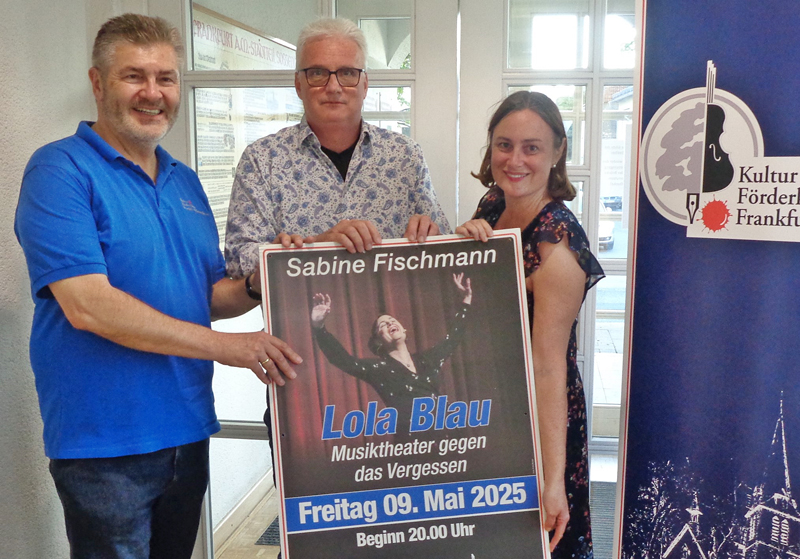 Sabine Fischmann
Lola Blau
Musiktheater gegen
das Vergessen
Freitag 09. Mai 2025
Beginn 20.00 Uhr
Kultur
Förderk
Frankfu